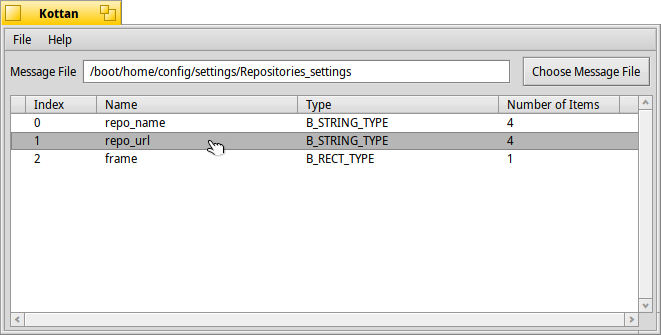 Kottan
File Help
Message File /boot/home/config/settings/Repositories_settings Choose Message File
Index Name Type Number of Items
0 repo_name B_STRING_TYPE 4
1 repo_url B_STRING_TYPE 4
2 frame B_RECT_TYPE 1